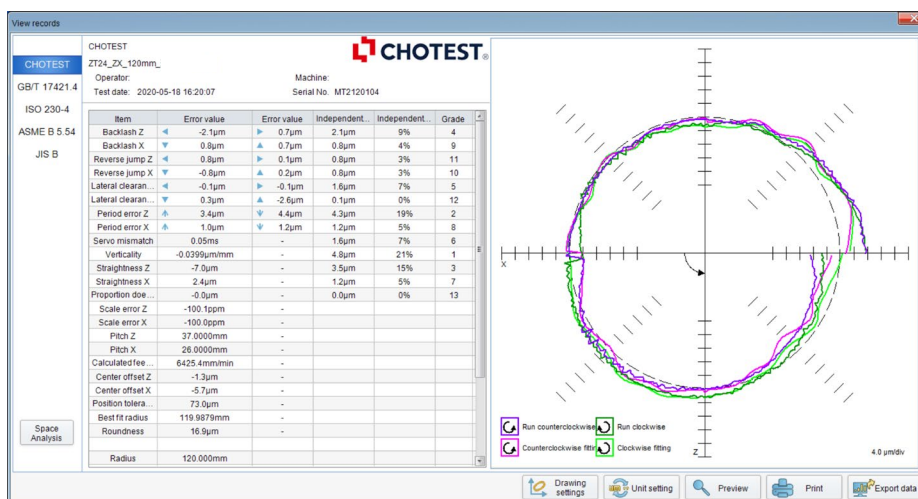 View records
CHOTEST
GB/T 17421.4
ISO 230-4
ASME B 5.54
JIS B
Space Analysis
CHOTEST
CHOTEST®
ZT24_ZX_120mm_
Operator: Machine:
Test date: 2020-05-18 16:20:07 Serial No. MT2120104
Item Error value Error value Independent... Independent... Grade
Backlash Z -2.1μm 0.7μm 2.1μm 9% 4
Backlash X 0.8μm 0.7μm 0.8μm 4% 9
Reverse jump Z 0.8μm 0.1μm 0.8μm 3% 11
Reverse jump X -0.8μm 0.2μm 0.8μm 3% 10
Lateral clearan... -0.1μm -0.1μm 1.6μm 7% 5
Lateral clearan... 0.3μm -2.6μm 0.1μm 0% 12
Period error Z 3.4μm 4.4μm 4.3μm 19% 2
Period error X 1.0μm 1.2μm 1.2μm 5% 8
Servo mismatch 0.05ms - 1.6μm 7% 6
Verticality -0.0399μm/mm - 4.8μm 21% 1
Straightness Z -7.0μm - 3.5μm 15% 3
Straightness X 2.4μm - 1.2μm 5% 7
Proportion doe... -0.0μm - 0.0μm 0% 13
Scale error Z -100.1ppm -
Scale error X -100.0ppm -
Pitch Z 37.0000mm -
Pitch X 26.0000mm -
Calculated fee... 6425.4mm/min -
Center offset Z -1.3μm -
Center offset X -5.7μm -
Position tolera... 73.0μm -
Best fit radius 119.9879mm -
Roundness 16.9μm -
Radius 120.000mm
X
Z
Run counterclockwise Run clockwise
Counterclockwise fittin Clockwise fitting
4.0 μm/div
Drawing settings
Unit setting
Preview
Print
Export data